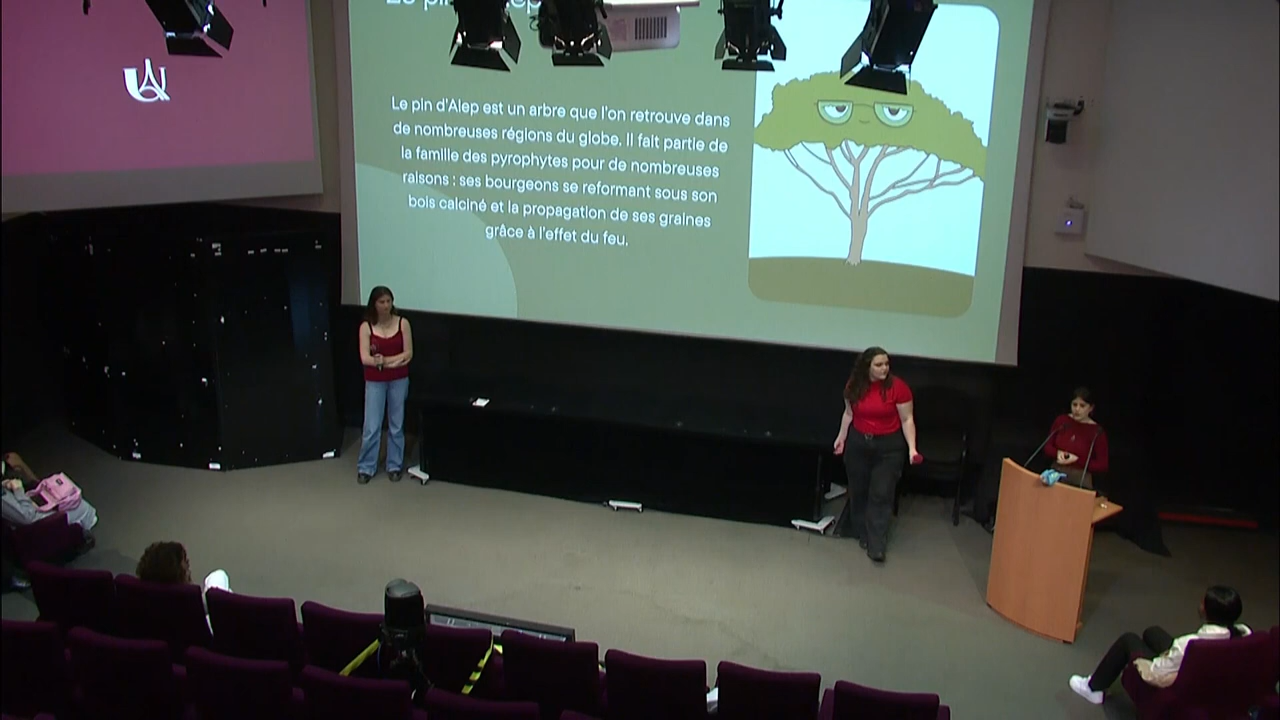 Le pin d'Alep est un arbre que l'on retrouve dans
de nombreuses régions du globe. Il fait partie de
la famille des pyrophytes pour de nombreuses
raisons : ses bourgeons se reformant sous son
bois calciné et la propagation de ses graines
grâce à l'effet du feu.